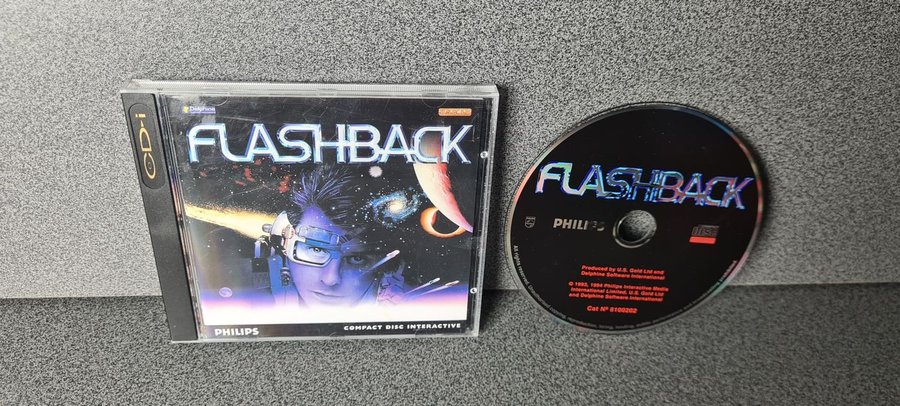 CD-i
Delphine
FLASHBACK
PHILIPS
COMPACT DISC INTERACTIVE
FLASHBACK
PHILIPS
Produced by U.S. Gold Ltd and
Delphine Software International
© 1993, 1994 Philips Interactive Media
International Limited, U.S. Gold Ltd
and Delphine Software International
Cat Nº 8100202